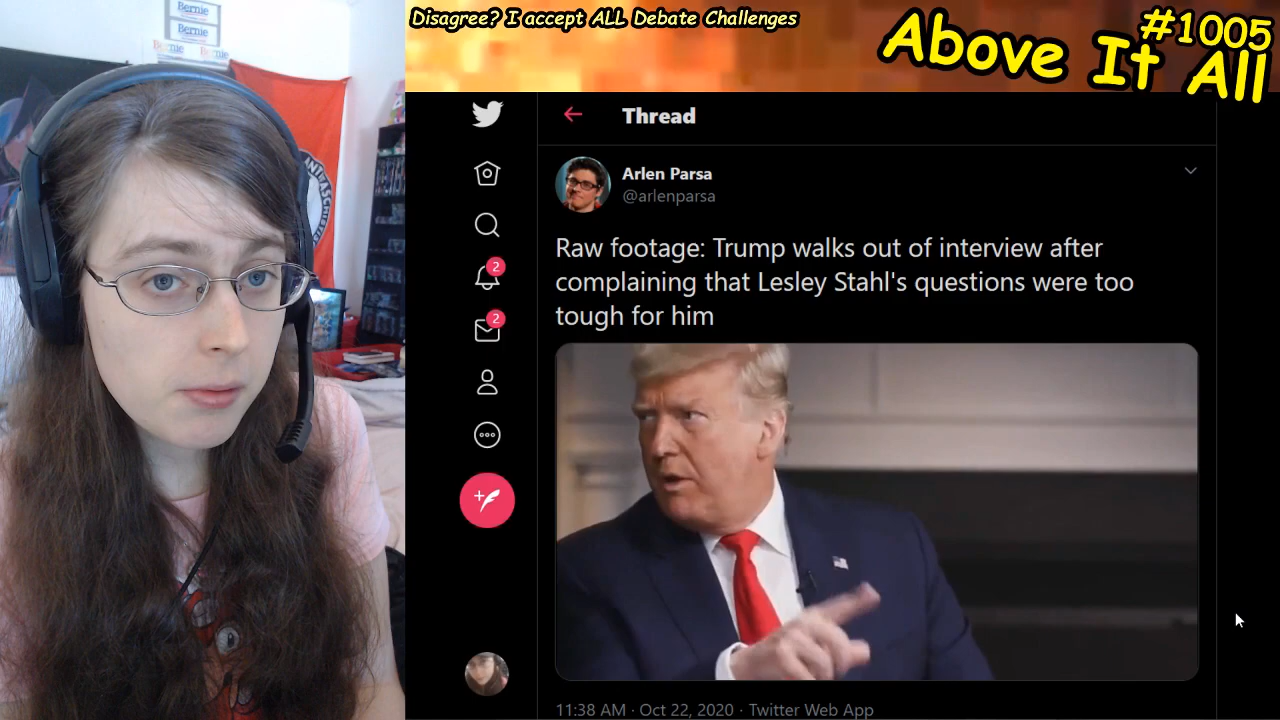 Bernie
Bernie
Bernie Bernie
Disagree? I accept ALL Debate Challenges
#1005
Above It All
Thread
Arlen Parsa
@arlenparsa
Raw footage: Trump walks out of interview after
complaining that Lesley Stahl's questions were too
tough for him
2
2
11:38 AM · Oct 22, 2020 · Twitter Web App